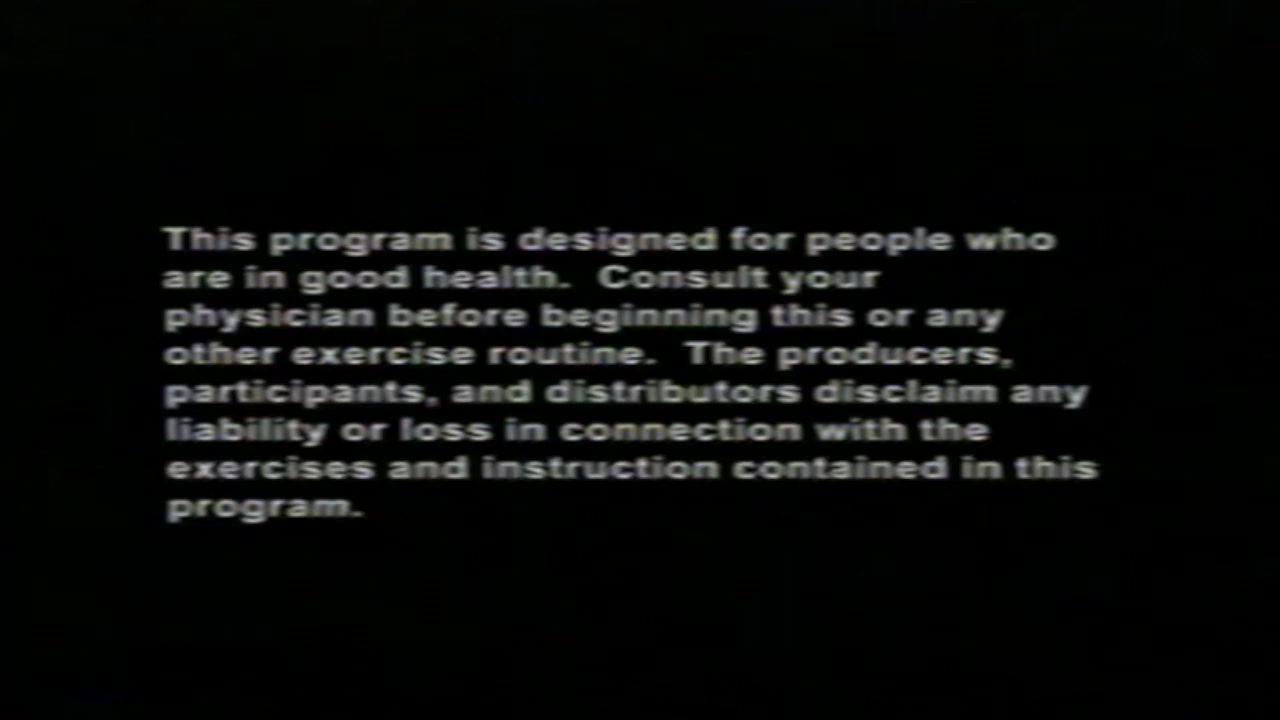 This program is designed for people who
are in good health.  Consult your
physician before beginning this or any
other exercise routine.  The producers,
participants, and distributors disclaim any
liability or loss in connection with the
exercises and instruction contained in this
program.